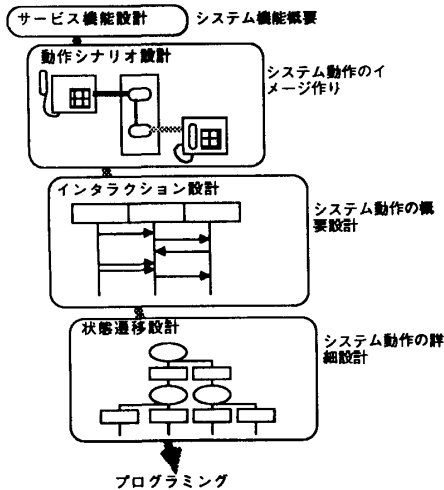 サービス機能設計
システム機能概要
動作シナリオ設計
システム動作のイ
メージ作り
インタラクション設計
システム動作の概
要設計
状態遷移設計
システム動作の詳
細設計
プログラミング